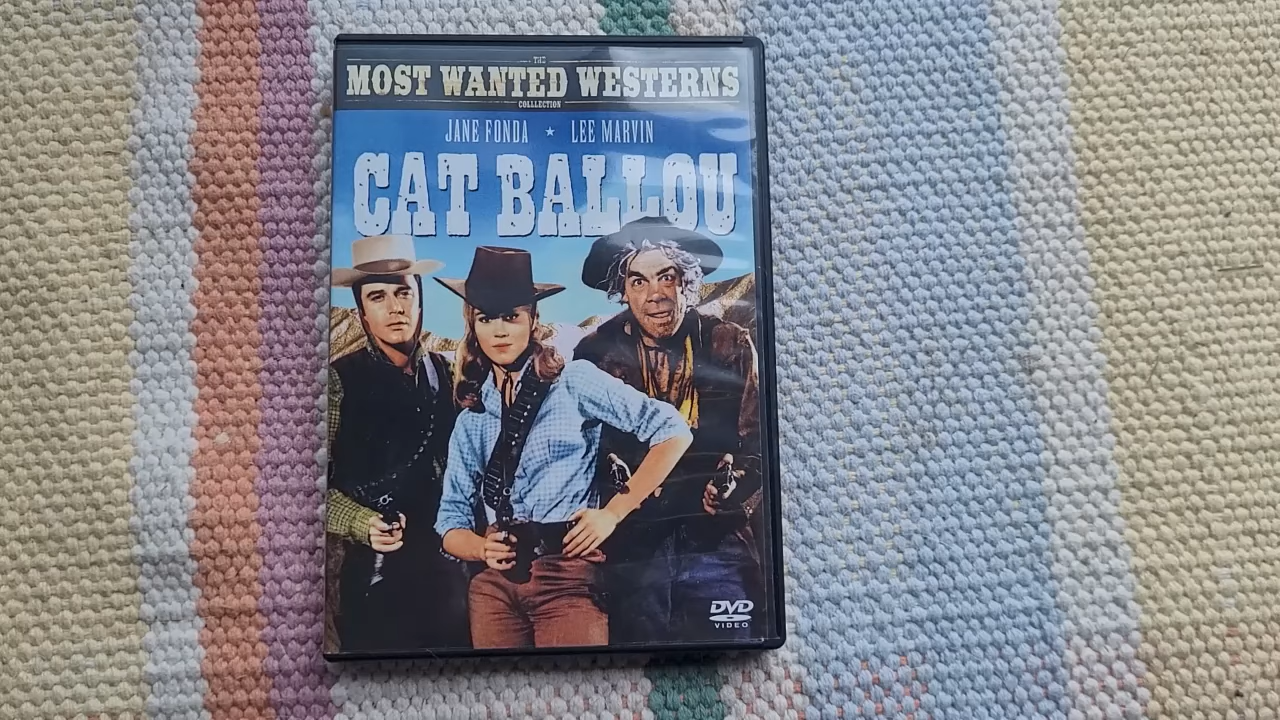 THE
MOST WANTED WESTERNS
COLLECTION
JANE FONDA ★ LEE MARVIN
CAT BALLOU
DVD
VIDEO